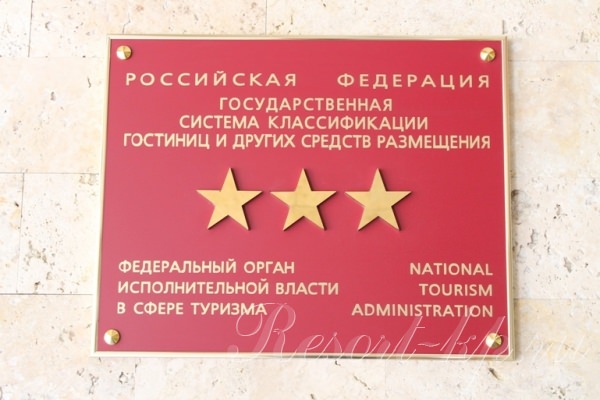 РОССИЙСКАЯ ФЕДЕРАЦИЯ
ГОСУДАРСТВЕННАЯ
СИСТЕМА КЛАССИФИКАЦИИ
ГОСТИНИЦ И ДРУГИХ СРЕДСТВ РАЗМЕЩЕНИЯ
ФЕДЕРАЛЬНЫЙ ОРГАН
ИСПОЛНИТЕЛЬНОЙ ВЛАСТИ
В СФЕРЕ ТУРИЗМА
NATIONAL
TOURISM
ADMINISTRATION